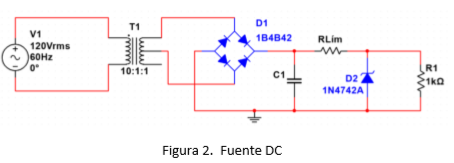 V1
120Vrms
60Hz
0°
T1
10:1:1
D1
1B4B42
C1
RLim
D2
1N4742A
R1
1kΩ
Figura 2. Fuente DC